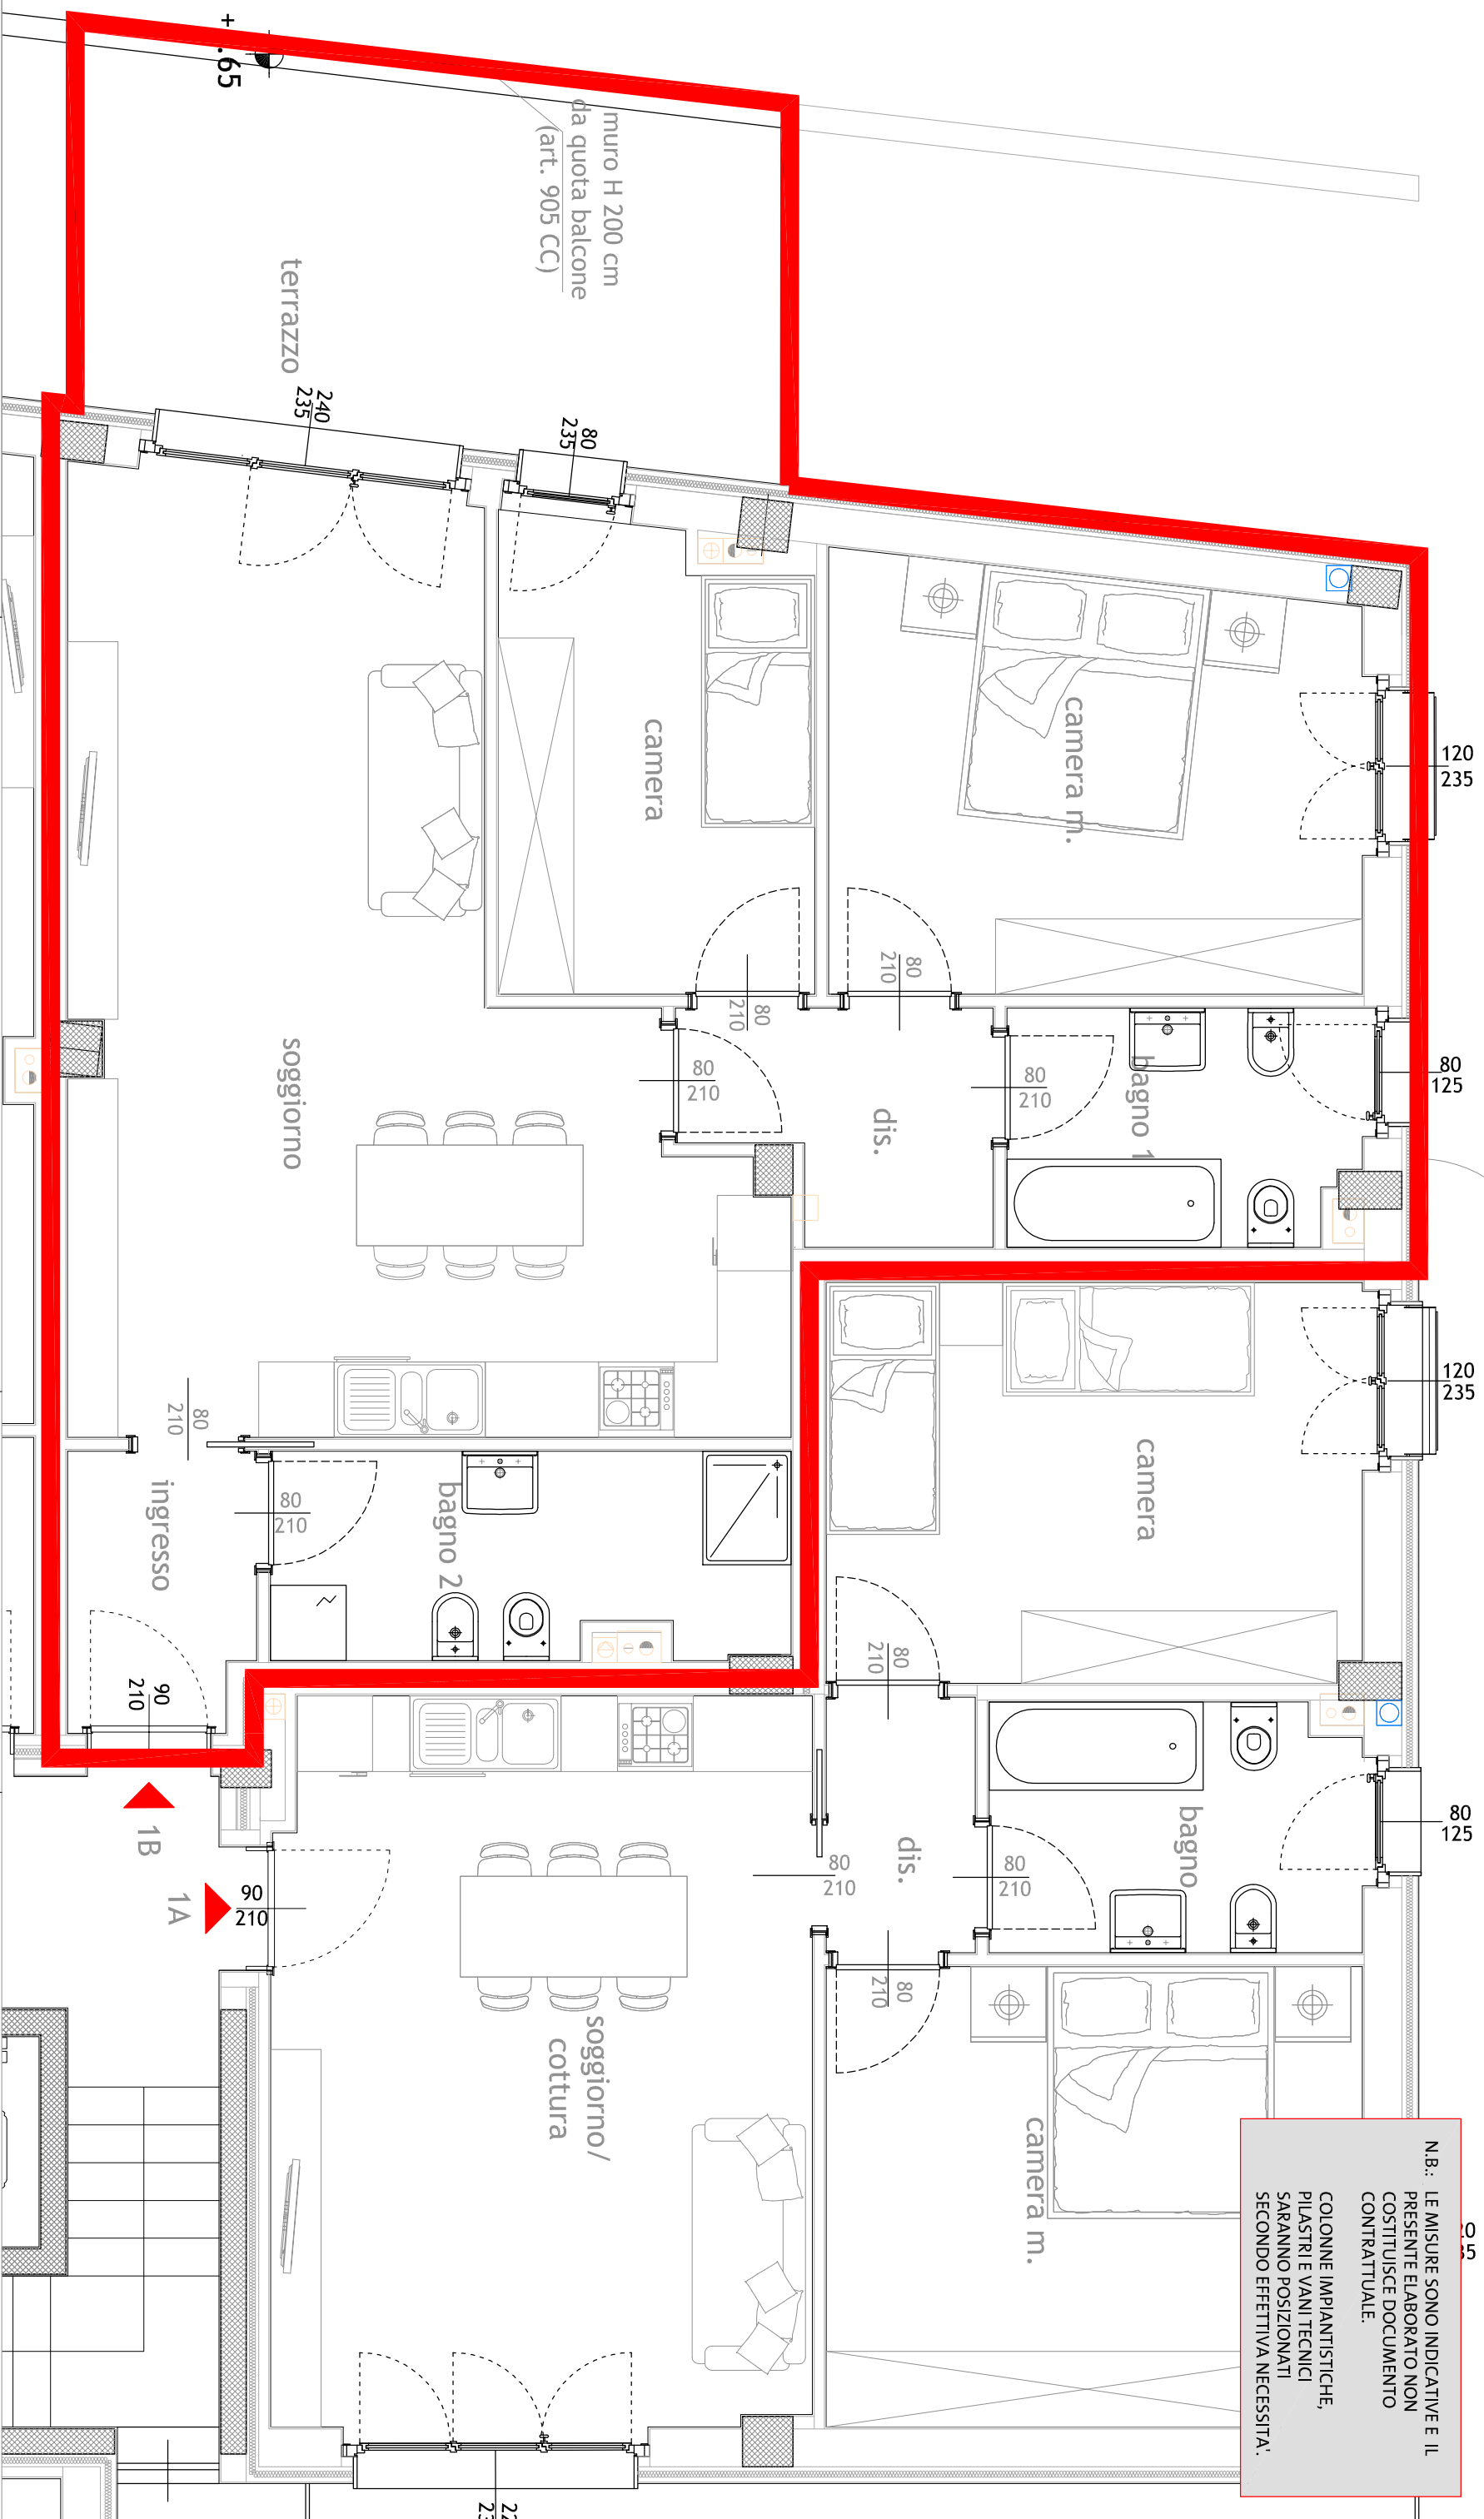 + .65
muro H 200 cm
da quota balcone
(art. 905 CC)
terrazzo
240
235
80
235
camera
camera m.
120
235
80
210
80
210
80
210
80
210
dis.
bagno 1
80
125
soggiorno
120
235
camera
80
210
ingresso
80
210
bagno 2
80
210
90
210
1B
1A
90
210
80
210
dis.
80
210
bagno
80
125
80
210
soggiorno/
cottura
camera m.
N.B.: LE MISURE SONO INDICATIVE E IL
PRESENTE ELABORATO NON
COSTITUISCE DOCUMENTO
CONTRATTUALE.
COLONNE IMPIANTISTICHE,
PILASTRI E VANI TECNICI
SARANNO POSIZIONATI
SECONDO EFFETTIVA NECESSITA'.